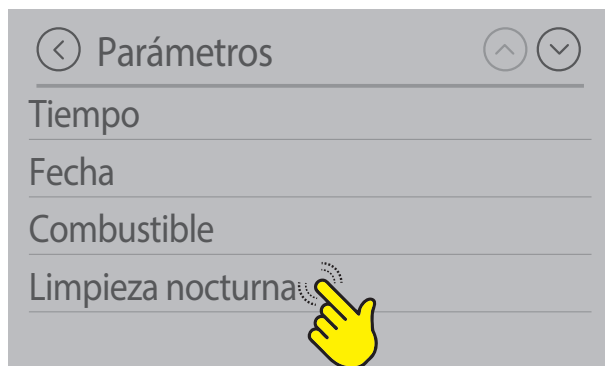 Parámetros
Tiempo
Fecha
Combustible
Limpieza nocturna